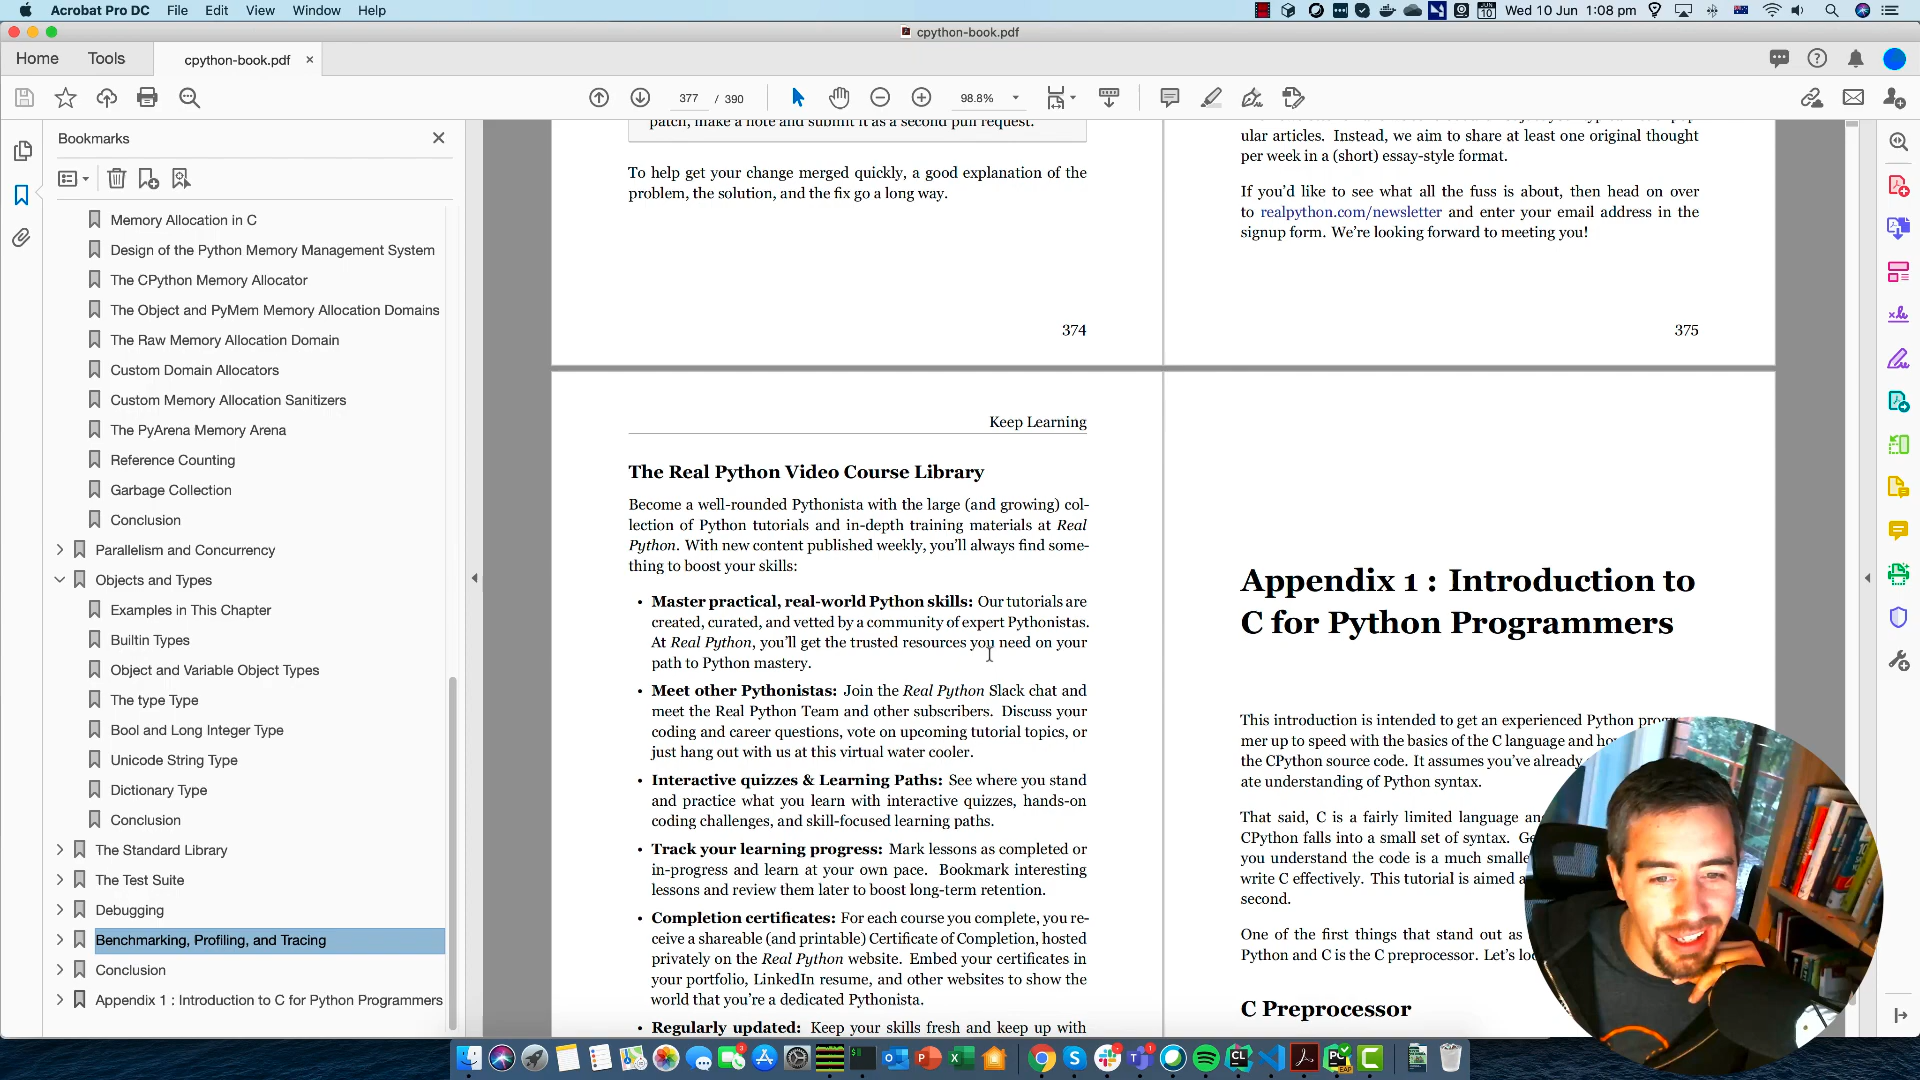 Acrobat Pro DC File Edit View Window Help
JUN 10 Wed 10 Jun 1:08 pm
cpython-book.pdf
Home Tools cpython-book.pdf ×
377 / 390 98.8%
Bookmarks
Memory Allocation in C
Design of the Python Memory Management System
The CPython Memory Allocator
The Object and PyMem Memory Allocation Domains
The Raw Memory Allocation Domain
Custom Domain Allocators
Custom Memory Allocation Sanitizers
The PyArena Memory Arena
Reference Counting
Garbage Collection
Conclusion
Parallelism and Concurrency
Objects and Types
Examples in This Chapter
Builtin Types
Object and Variable Object Types
The type Type
Bool and Long Integer Type
Unicode String Type
Dictionary Type
Conclusion
The Standard Library
The Test Suite
Debugging
Benchmarking, Profiling, and Tracing
Conclusion
Appendix 1 : Introduction to C for Python Programmers
patch, make a note and submit it as a second pull request.
To help get your change merged quickly, a good explanation of the
problem, the solution, and the fix go a long way.
374
ular articles. Instead, we aim to share at least one original thought
per week in a (short) essay-style format.
If you'd like to see what all the fuss is about, then head on over
to realpython.com/newsletter and enter your email address in the
signup form. We're looking forward to meeting you!
375
Keep Learning
The Real Python Video Course Library
Become a well-rounded Pythonista with the large (and growing) col-
lection of Python tutorials and in-depth training materials at Real
Python. With new content published weekly, you'll always find some-
thing to boost your skills:
• Master practical, real-world Python skills: Our tutorials are
created, curated, and vetted by a community of expert Pythonistas.
At Real Python, you'll get the trusted resources you need on your
path to Python mastery.
• Meet other Pythonistas: Join the Real Python Slack chat and
meet the Real Python Team and other subscribers. Discuss your
coding and career questions, vote on upcoming tutorial topics, or
just hang out with us at this virtual water cooler.
• Interactive quizzes & Learning Paths: See where you stand
and practice what you learn with interactive quizzes, hands-on
coding challenges, and skill-focused learning paths.
• Track your learning progress: Mark lessons as completed or
in-progress and learn at your own pace. Bookmark interesting
lessons and review them later to boost long-term retention.
• Completion certificates: For each course you complete, you re-
ceive a shareable (and printable) Certificate of Completion, hosted
privately on the Real Python website. Embed your certificates in
your portfolio, LinkedIn resume, and other websites to show the
world that you're a dedicated Pythonista.
• Regularly updated: Keep your skills fresh and keep up with
Appendix 1 : Introduction to
C for Python Programmers
This introduction is intended to get an experienced Python
mer up to speed with the basics of the C language and
the CPython source code. It assumes you've already
ate understanding of Python syntax.
That said, C is a fairly limited language
CPython falls into a small set of syntax.
you understand the code is a much
write C effectively. This tutorial is aimed
second.
One of the first things that stand out as
Python and C is the C preprocessor. Let's
C Preprocessor